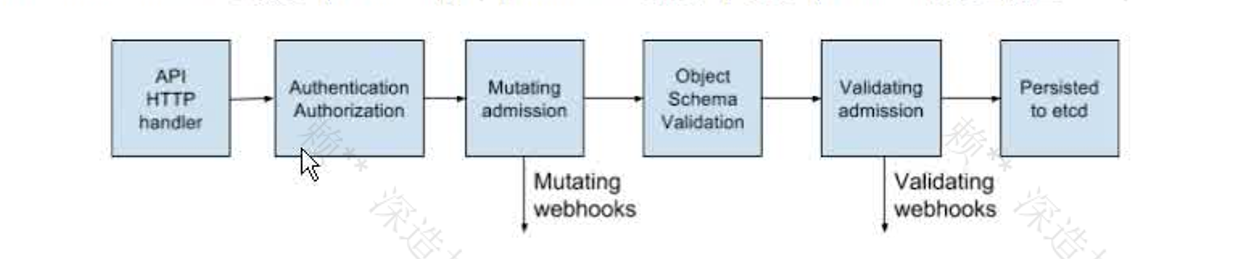 API
HTTP
handler
Authentication
Authorization
Mutating
admission
Object
Schema
Validation
Validating
admission
Persisted
to etcd
Mutating
webhooks
Validating
webhooks
赖**
深造
赖**
深造